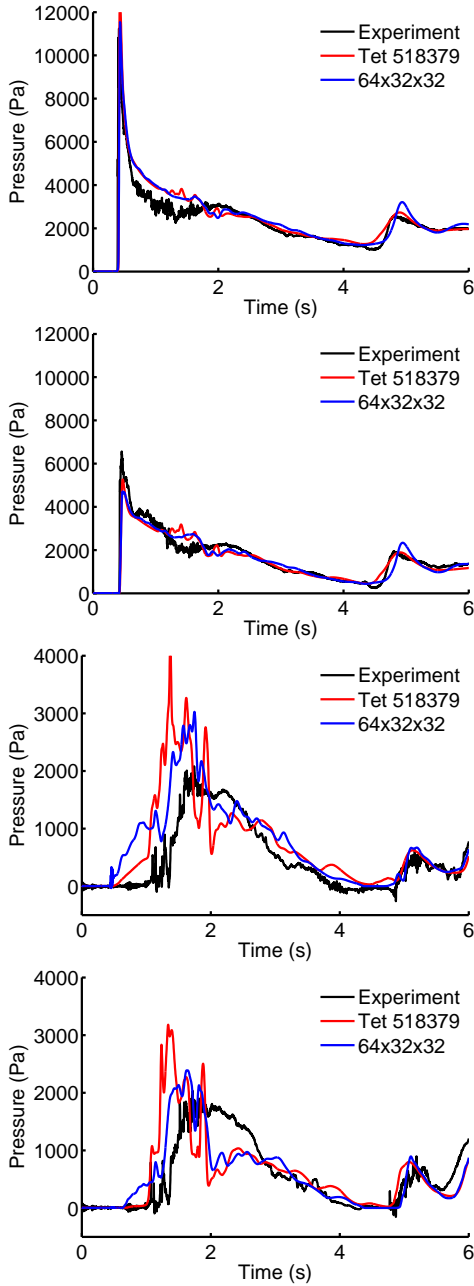 12000
10000
8000
6000
4000
2000
0
Pressure (Pa)
Experiment
Tet 518379
64x32x32
0 2 4 6
Time (s)
12000
10000
8000
6000
4000
2000
0
Pressure (Pa)
Experiment
Tet 518379
64x32x32
0 2 4 6
Time (s)
4000
3000
2000
1000
0
Pressure (Pa)
Experiment
Tet 518379
64x32x32
0 2 4 6
Time (s)
4000
3000
2000
1000
0
Pressure (Pa)
Experiment
Tet 518379
64x32x32
0 2 4 6
Time (s)